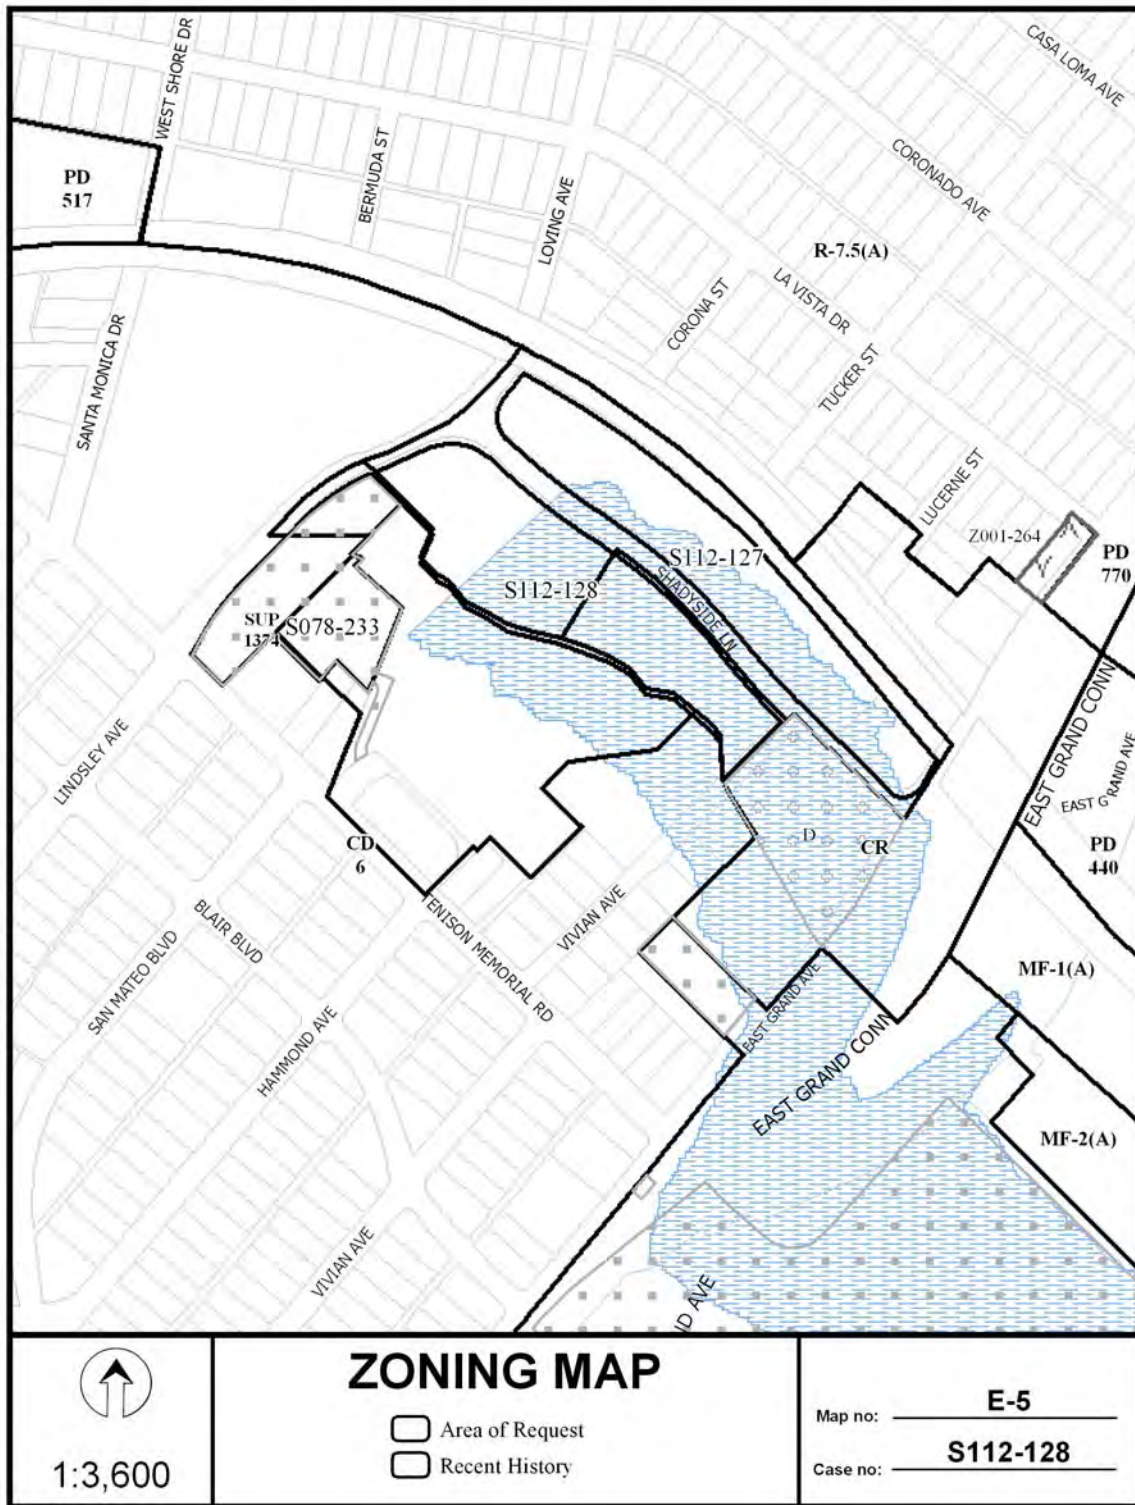 CASA LOMA AVE
WEST SHORE DR
BERMUDA ST
CORONADO AVE
PD
517
LOVING AVE
R-7.5(A)
LA VISTA DR
CORONA ST
SANTA MONICA DR
TUCKER ST
LUCERNE ST
Z001-264
PD
770
S112-127
SHADYSIDE LN
S112-128
SUP
1374
S078-233
LINDSLEY AVE
EAST GRAND CONN
EAST GRAND AVE
D
CR
PD
440
CD
6
BLAIR BLVD
VIVIAN AVE
TENISON MEMORIAL RD
SAN MATEO BLVD
HAMMOND AVE
MF-1(A)
EAST GRAND AVE
EAST GRAND CONN
MF-2(A)
VIVIAN AVE
ND AVE
ZONING MAP
Area of Request
Recent History
1:3,600
Map no: E-5
Case no: S112-128